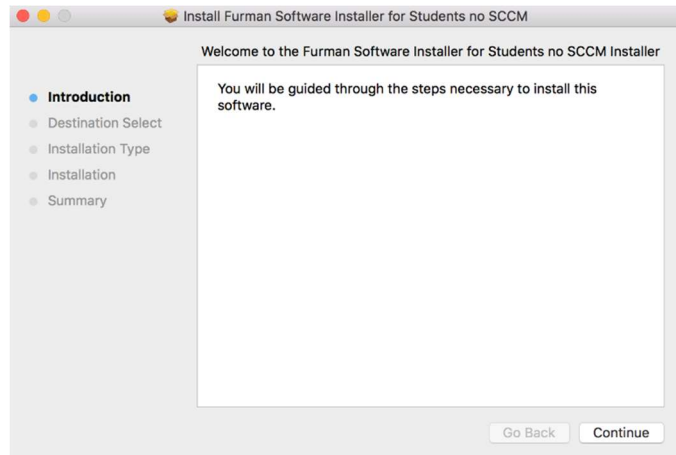 Install Furman Software Installer for Students no SCCM
Welcome to the Furman Software Installer for Students no SCCM Installer
Introduction
Destination Select
Installation Type
Installation
Summary
You will be guided through the steps necessary to install this
software.
Go Back
Continue